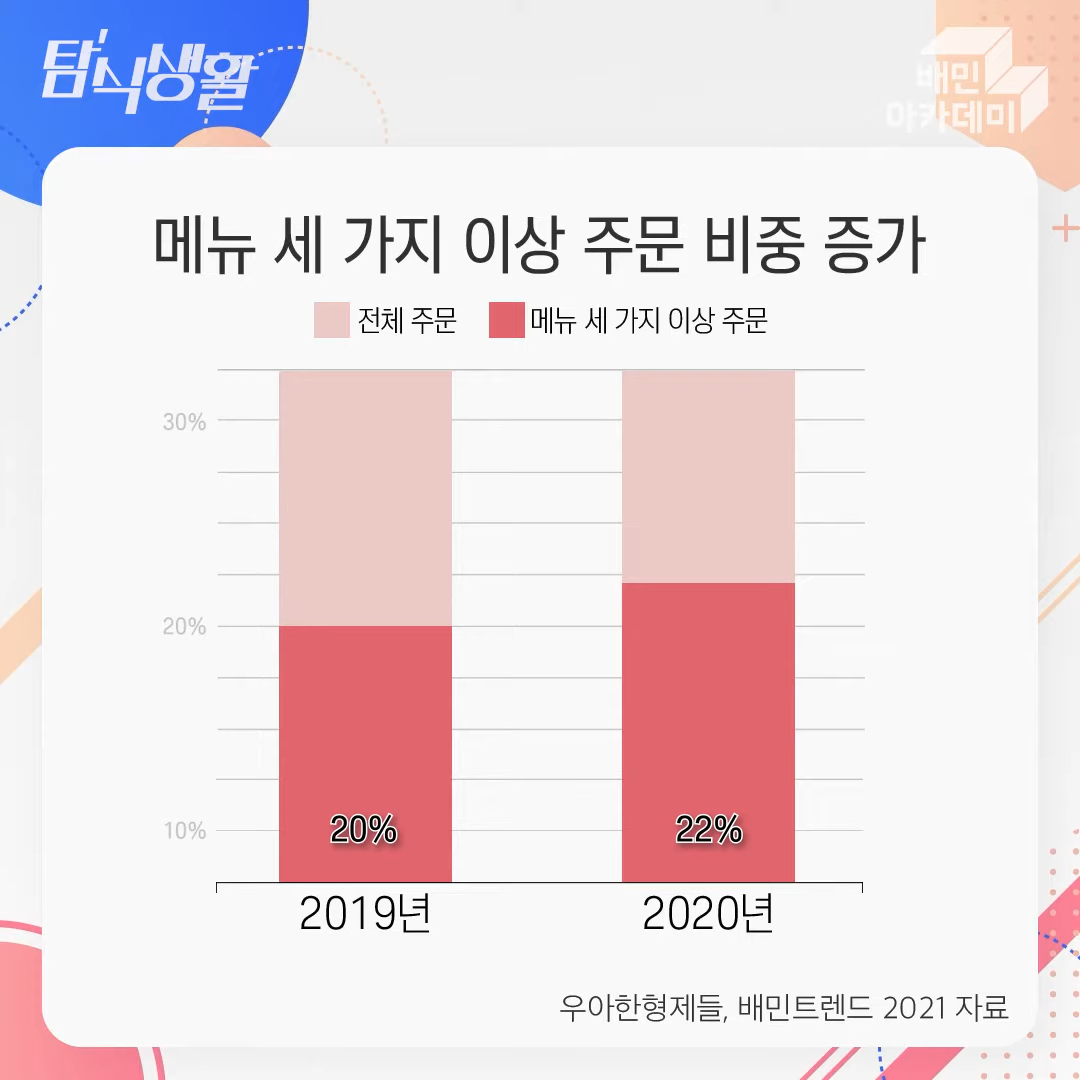 탐식생활
배민
아카데미
메뉴 세 가지 이상 주문 비중 증가
전체 주문 메뉴 세 가지 이상 주문
30%
20%
10%
20% 22%
2019년 2020년
우아한형제들, 배민트렌드 2021 자료